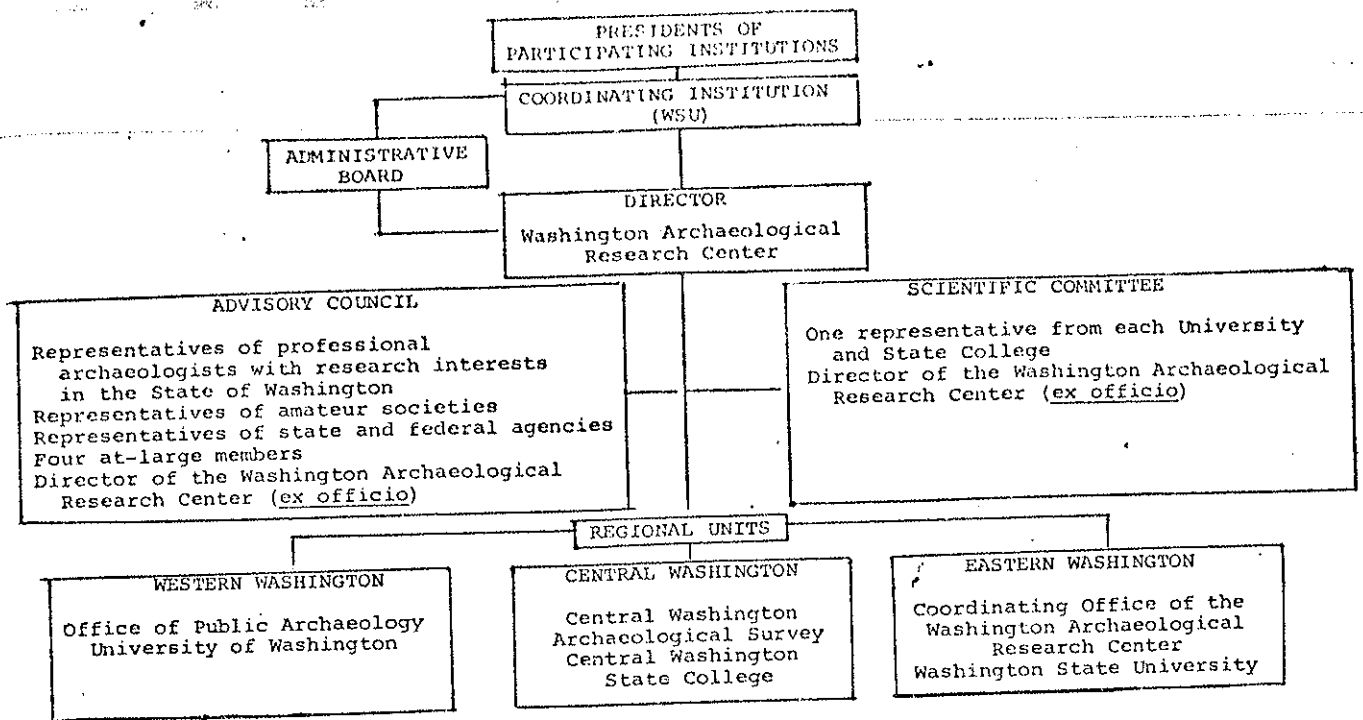 PRESIDENTS OF
PARTICIPATING INSTITUTIONS
COORDINATING INSTITUTION
(WSU)
ADMINISTRATIVE
BOARD
DIRECTOR
Washington Archaeological
Research Center
ADVISORY COUNCIL
Representatives of professional
archaeologists with research interests
in the State of Washington
Representatives of amateur societies
Representatives of state and federal agencies
Four at-large members
Director of the Washington Archaeological
Research Center (ex officio)
SCIENTIFIC COMMITTEE
One representative from each University
and State College
Director of the Washington Archaeological
Research Center (ex officio)
REGIONAL UNITS
WESTERN WASHINGTON
Office of Public Archaeology
University of Washington
CENTRAL WASHINGTON
Central Washington
Archaeological Survey
Central Washington
State College
EASTERN WASHINGTON
Coordinating Office of the
Washington Archaeological
Research Center
Washington State University